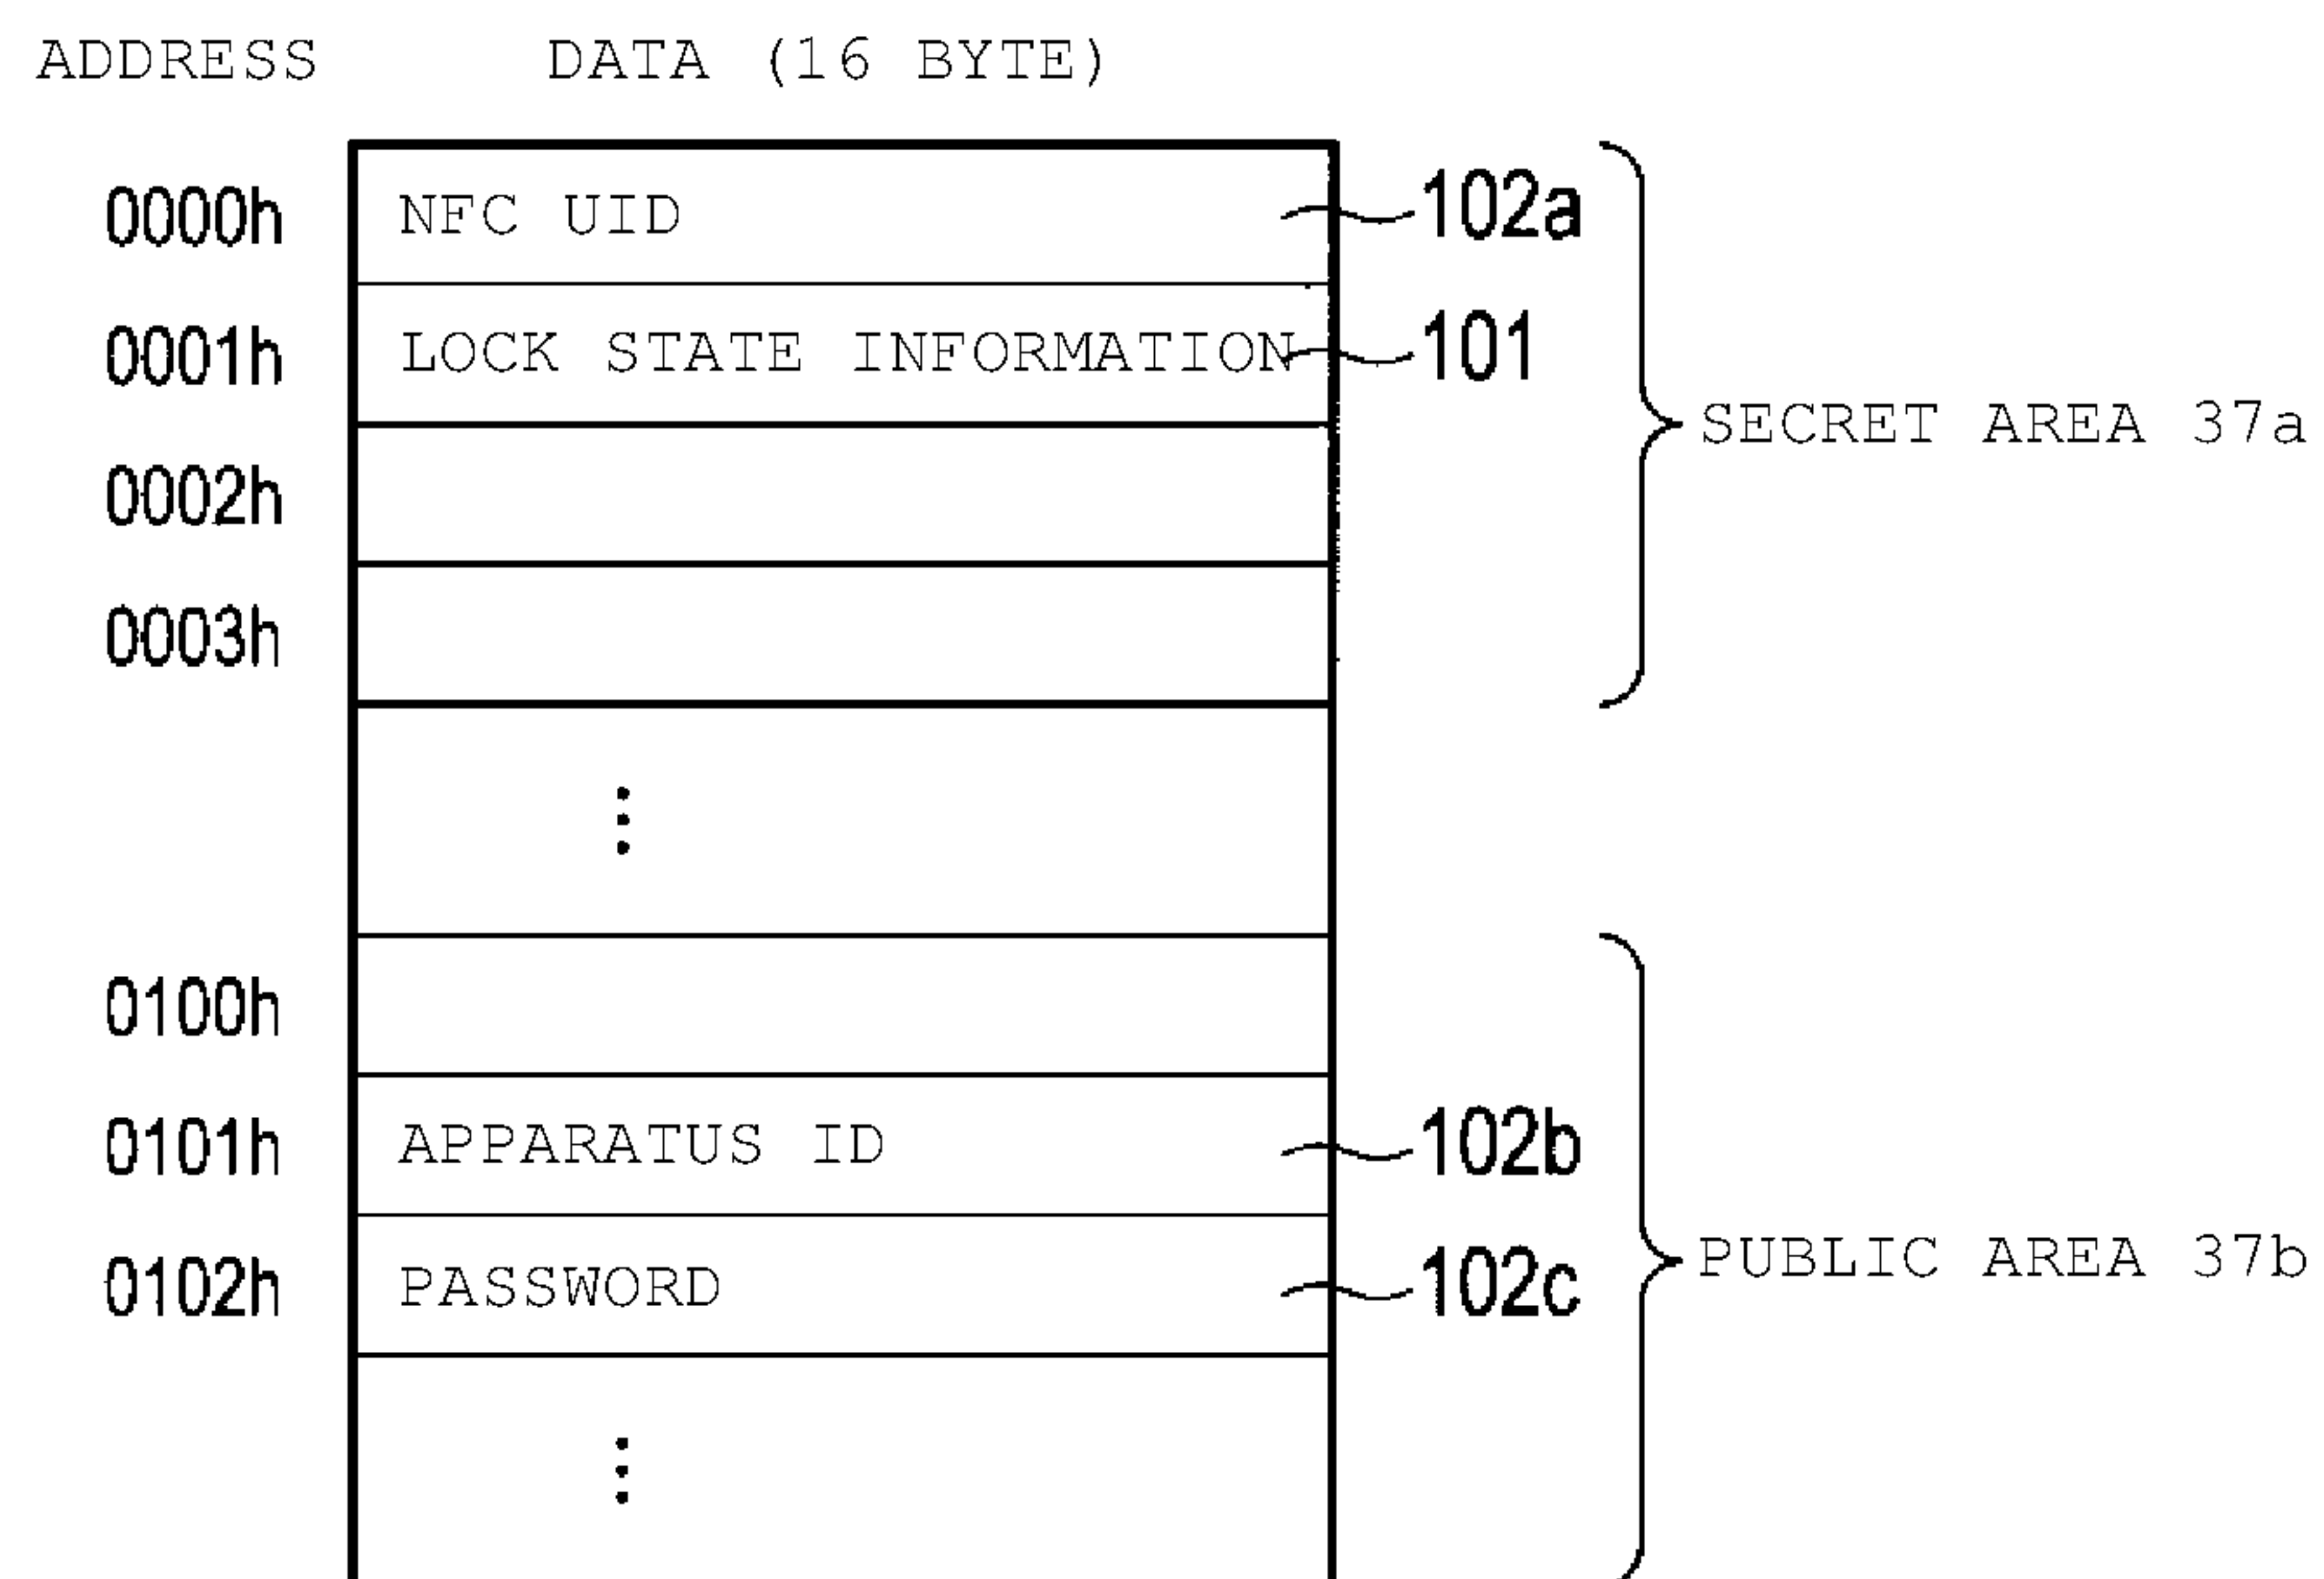 ADDRESS DATA (16 BYTE)
0000h NFC UID 102a
0001h LOCK STATE INFORMATION 101
SECRET AREA 37a
0002h
0003h
0100h
0101h APPARATUS ID 102b
PUBLIC AREA 37b
0102h PASSWORD 102c